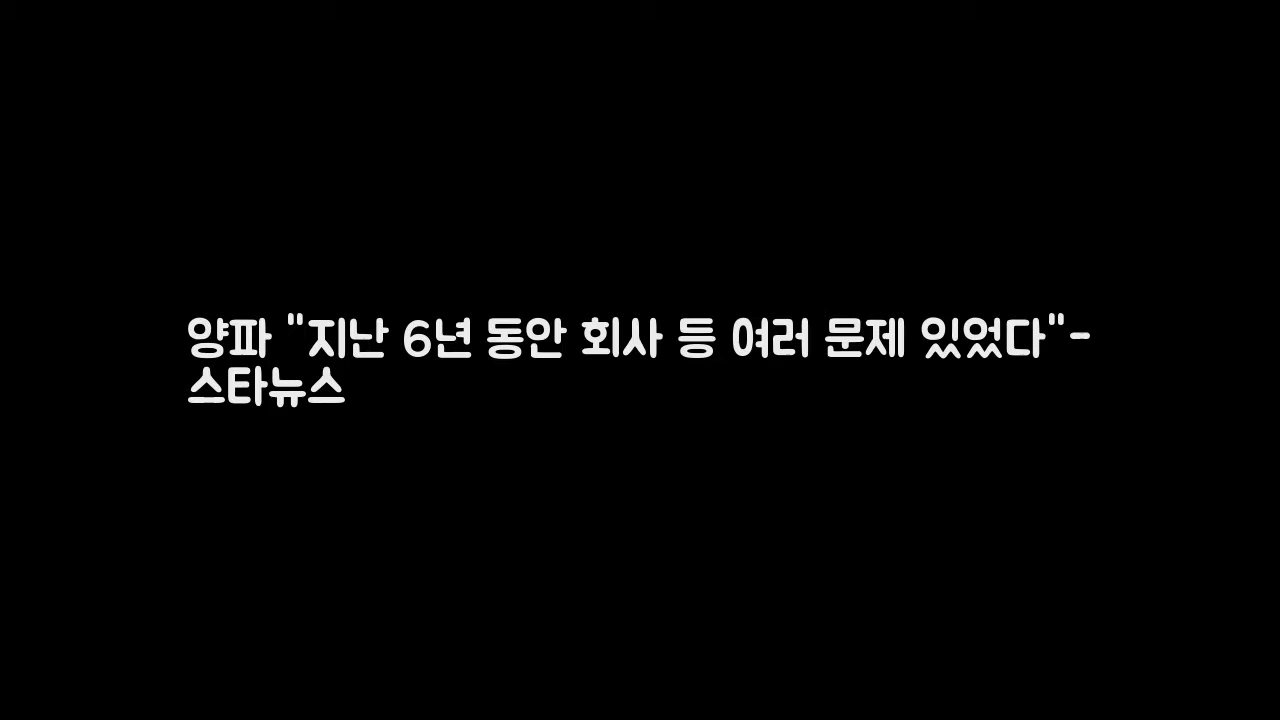 양파 "지난 6년 동안 회사 등 여러 문제 있었다"-
스타뉴스